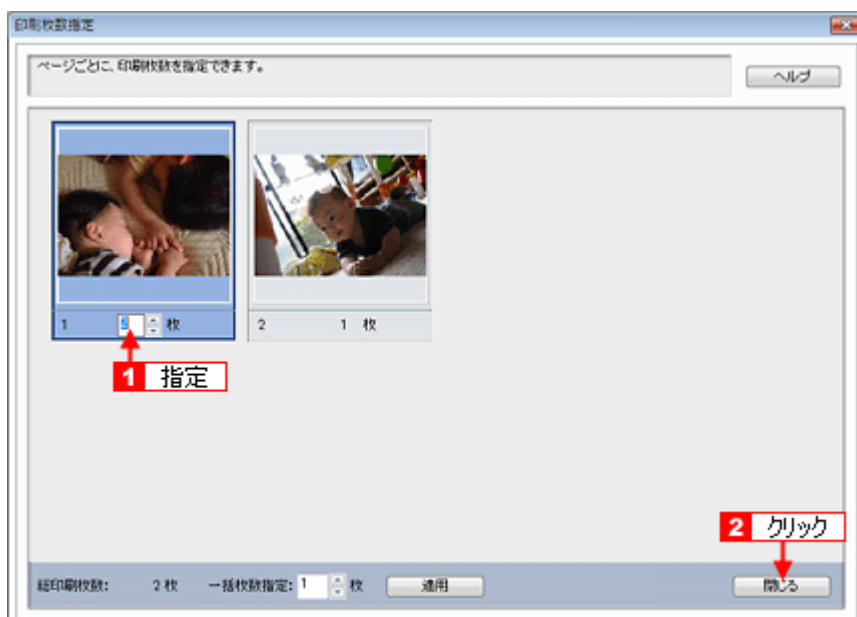 印刷枚数指定
ページごとに、印刷枚数を指定できます。
ヘルプ
1 枚
2 1 枚
1 指定
2 クリック
総印刷枚数: 2 枚 一括枚数指定: 1 枚 適用 閉じる